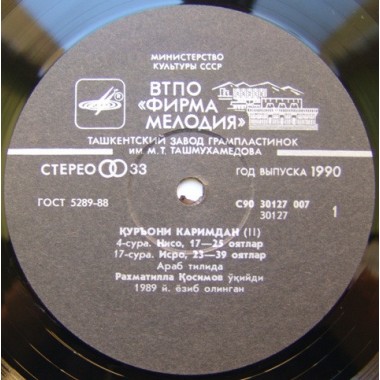 МИНИСТЕРСТВО
КУЛЬТУРЫ СССР
ВТПО
«ФИРМА
МЕЛОДИЯ»
ТАШКЕНТСКИЙ ЗАВОД ГРАМПЛАСТИНОК
ИМ М.Т. ТАШМУХАМЕДОВА
СТЕРЕО 33 ГОД ВЫПУСКА 1990
ГОСТ 5289-88 С90 30127 007
30127 1
ҚУРЪОНИ КАРИМДАН (II)
4-сура. Нисо, 17—25 оятлар
17-сура. Исро, 23—39 оятлар
Араб тилида
Рахматилла Қосимов ўқийди
1989 й. ёзиб олинган